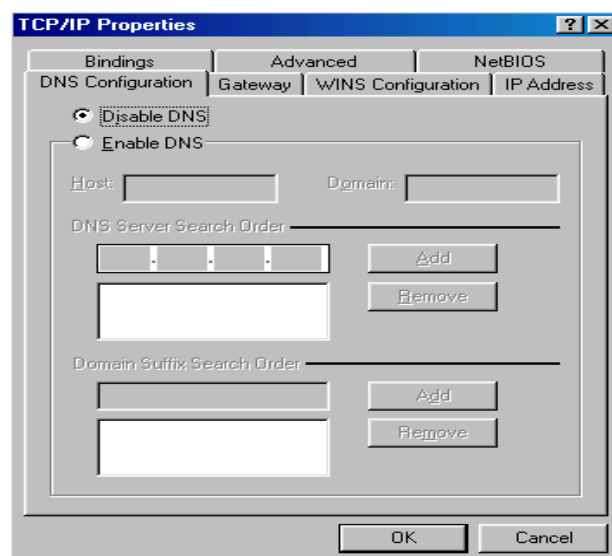 TCP/IP Properties ? ×
Bindings Advanced NetBIOS
DNS Configuration Gateway WINS Configuration IP Address
Disable DNS
Enable DNS
Host: Domain:
DNS Server Search Order
. . . Add
Remove
Domain Suffix Search Order
Add
Remove
OK Cancel